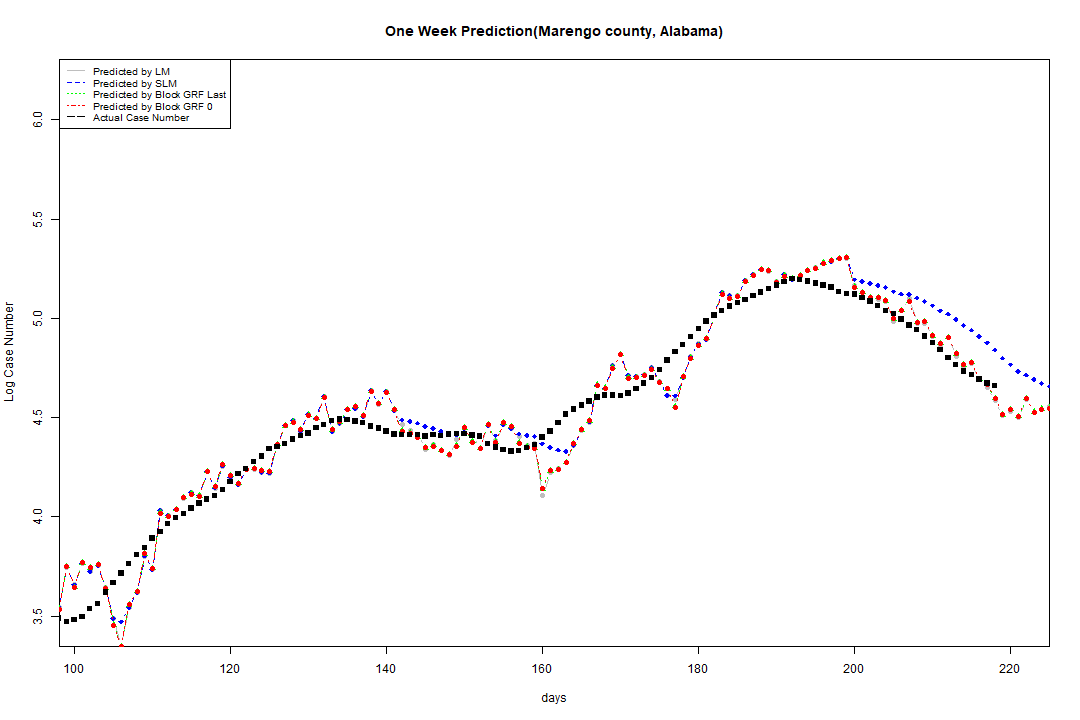 One Week Prediction(Marengo county, Alabama)
Predicted by LM
Predicted by SLM
Predicted by Block GRF Last
Predicted by Block GRF 0
Actual Case Number
6.0
5.5
5.0
4.5
4.0
3.5
Log Case Number
100 120 140 160 180 200 220
days